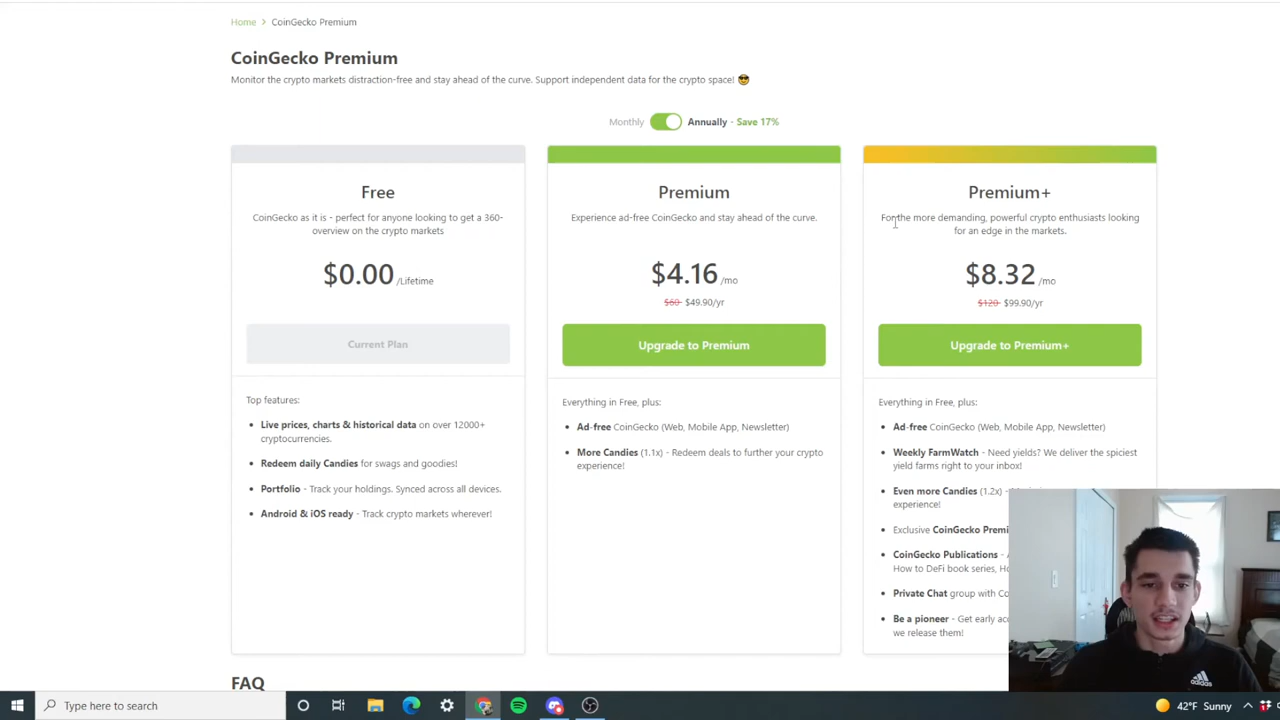 Home > CoinGecko Premium
CoinGecko Premium
Monitor the crypto markets distraction-free and stay ahead of the curve. Support independent data for the crypto space! 😎
Monthly Annually - Save 17%
Free
CoinGecko as it is - perfect for anyone looking to get a 360-
overview on the crypto markets
$0.00 /Lifetime
Current Plan
Top features:
• Live prices, charts & historical data on over 12000+
cryptocurrencies.
• Redeem daily Candies for swags and goodies!
• Portfolio - Track your holdings. Synced across all devices.
• Android & iOS ready - Track crypto markets wherever!
Premium
Experience ad-free CoinGecko and stay ahead of the curve.
$4.16 /mo
$60 $49.90/yr
Upgrade to Premium
Everything in Free, plus:
• Ad-free CoinGecko (Web, Mobile App, Newsletter)
• More Candies (1.1x) - Redeem deals to further your crypto
experience!
Premium+
For the more demanding, powerful crypto enthusiasts looking
for an edge in the markets.
$8.32 /mo
$120 $99.90/yr
Upgrade to Premium+
Everything in Free, plus:
• Ad-free CoinGecko (Web, Mobile App, Newsletter)
• Weekly FarmWatch - Need yields? We deliver the spiciest
yield farms right to your inbox!
• Even more Candies (1.2x) -
experience!
• Exclusive CoinGecko Premi
• CoinGecko Publications -
How to DeFi book series,
• Private Chat group with Co
• Be a pioneer - Get early acc
we release them!
FAQ
adidas
Type here to search
42°F Sunny